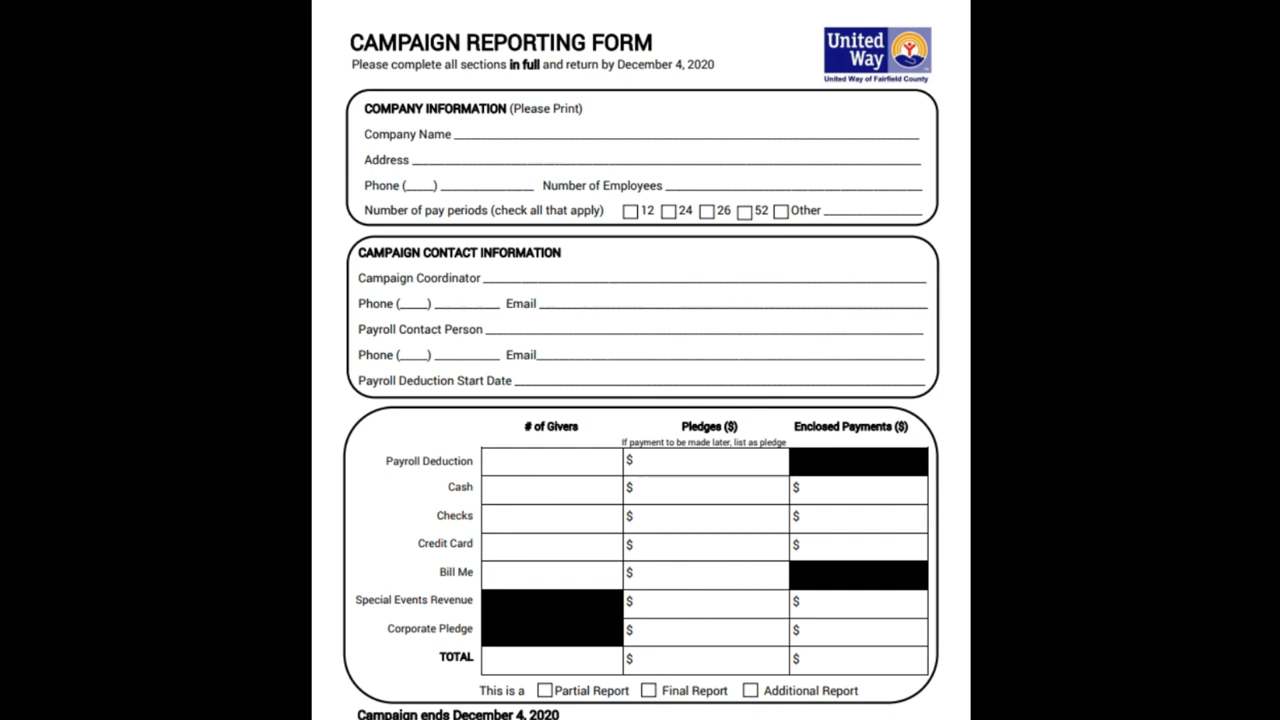 CAMPAIGN REPORTING FORM
Please complete all sections in full and return by December 4, 2020
United
Way
United Way of Fairfield County
COMPANY INFORMATION (Please Print)
Company Name
Address
Phone (____) Number of Employees
Number of pay periods (check all that apply) 12 24 26 52 Other
CAMPAIGN CONTACT INFORMATION
Campaign Coordinator
Phone (____) Email
Payroll Contact Person
Phone (____) Email
Payroll Deduction Start Date
# of Givers Pledges ($) Enclosed Payments ($)
If payment to be made later, list as pledge
Payroll Deduction $
Cash $ $
Checks $ $
Credit Card $ $
Bill Me $
Special Events Revenue $ $
Corporate Pledge $ $
TOTAL $ $
This is a Partial Report Final Report Additional Report
Campaign ends December 4, 2020